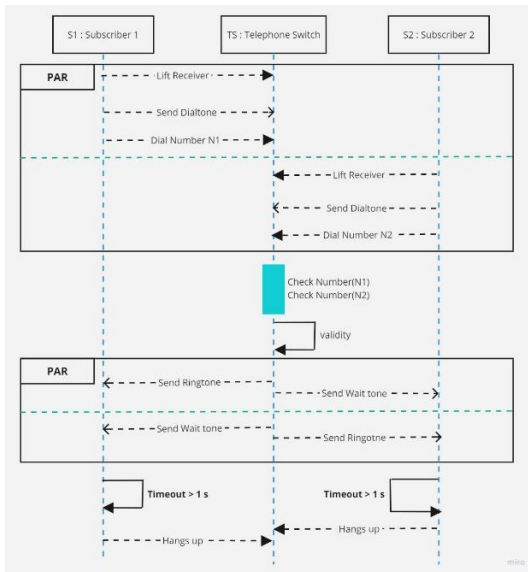 S1 : Subscriber 1
TS : Telephone Switch
S2 : Subscriber 2
PAR
Lift Receiver
Send Dialtone
Dial Number N1
Lift Receiver
Send Dialtone
Dial Number N2
Check Number(N1)
Check Number(N2)
validity
PAR
Send Ringtone
Send Wait tone
Send Wait tone
Send Ringotne
Timeout > 1 s
Timeout > 1 s
Hangs up
Hangs up
miro